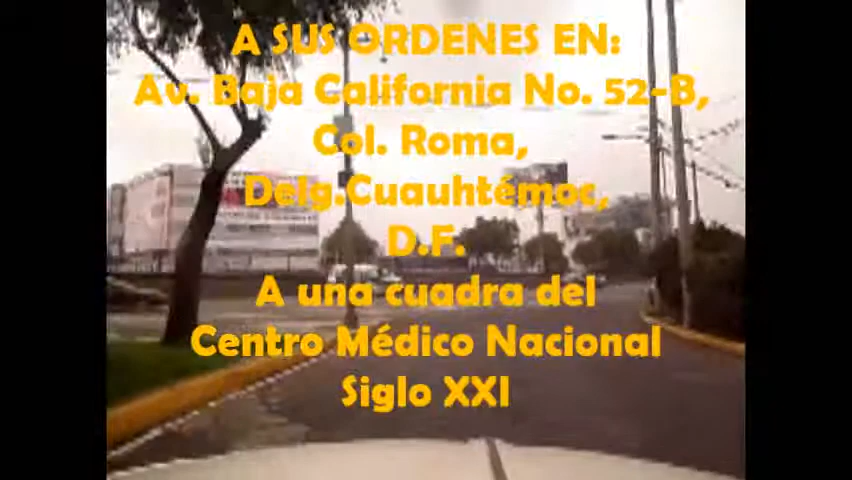 A SUS ORDENES EN:
Av. Baja California No. 52-B,
Col. Roma,
Delg.Cuauhtémoc,
D.F.
A una cuadra del
Centro Médico Nacional
Siglo XXI